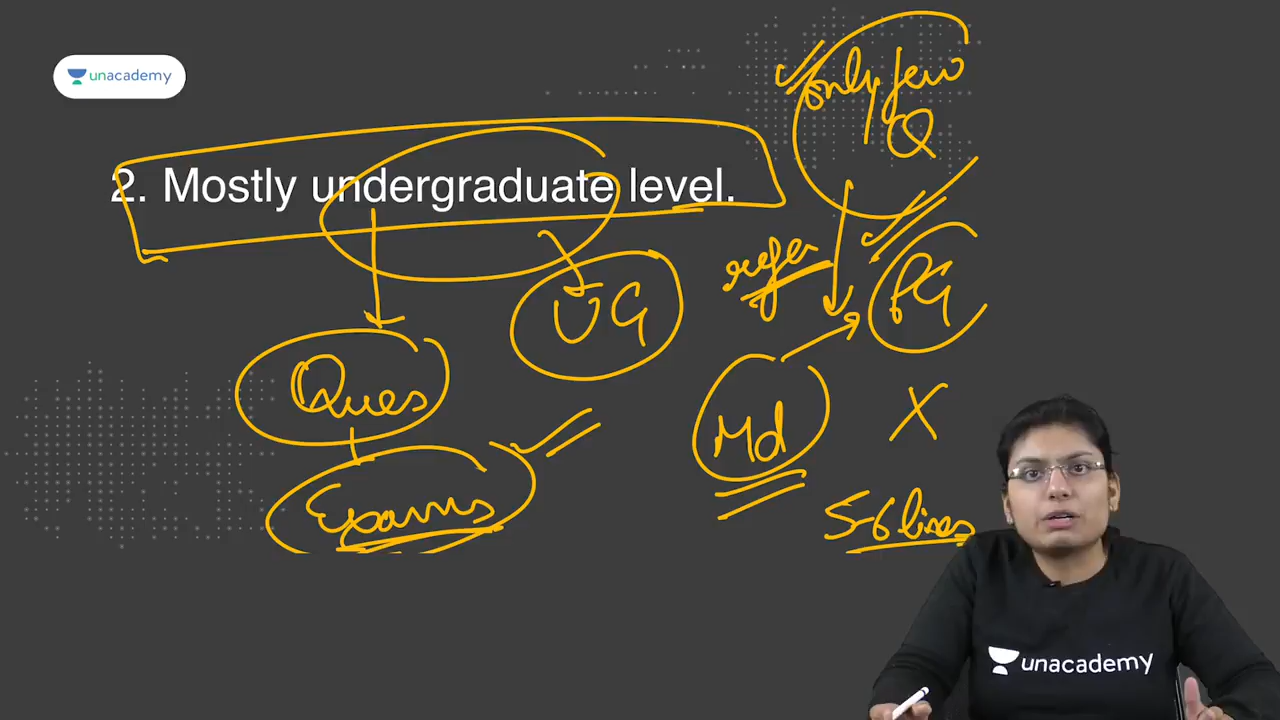 unacademy
only few
Q
2. Mostly undergraduate level.
refer
UG
PG
Ques
Md
Exams
5-6 lines
unacademy